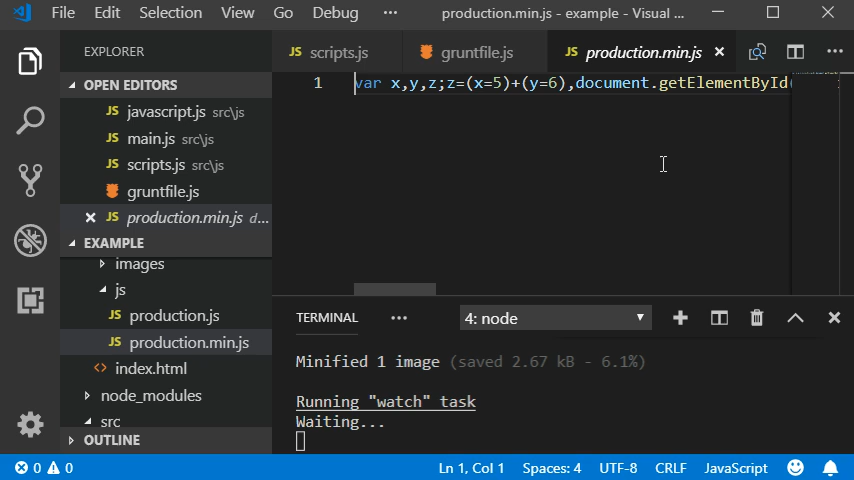 File Edit Selection View Go Debug ··· production.min.js - example - Visual ...
EXPLORER
OPEN EDITORS
JS javascript.js src\js
JS main.js src\js
JS scripts.js src\js
gruntfile.js
JS production.min.js d...
EXAMPLE
images
js
JS production.js
JS production.min.js
<> index.html
node_modules
src
OUTLINE
JS scripts.js
gruntfile.js
JS production.min.js
1 var x,y,z;z=(x=5)+(y=6),document.getElementById(
TERMINAL ··· 4: node
Minified 1 image (saved 2.67 kB - 6.1%)
Running "watch" task
Waiting...
0 0 Ln 1, Col 1 Spaces: 4 UTF-8 CRLF JavaScript